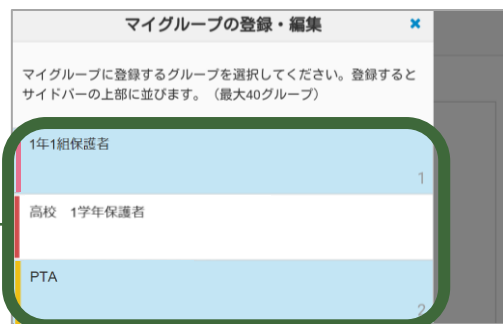 マイグループの登録・編集 ×
マイグループに登録するグループを選択してください。登録すると
サイドバーの上部に並びます。（最大40グループ）
1年1組保護者
1
高校　1学年保護者
PTA
2